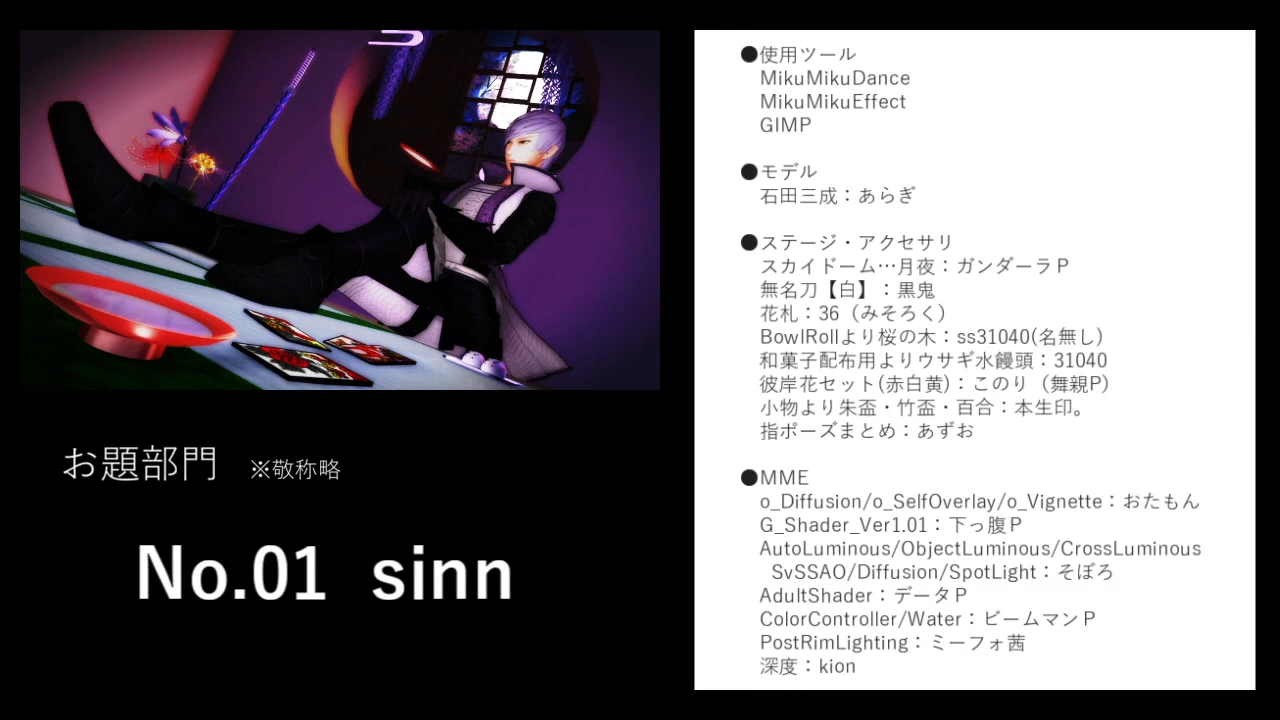 お題部門 ※敬称略
No.01 sinn
●使用ツール
MikuMikuDance
MikuMikuEffect
GIMP
●モデル
石田三成：あらぎ
●ステージ・アクセサリ
スカイドーム…月夜：ガンダーラＰ
無名刀【白】：黒鬼
花札：36（みそろく）
BowlRollより桜の木：ss31040(名無し)
和菓子配布用よりウサギ水饅頭：31040
彼岸花セット(赤白黄)：このり（舞親P)
小物より朱盃・竹盃・百合：本生印。
指ポーズまとめ：あずお
●MME
o_Diffusion/o_SelfOverlay/o_Vignette：おたもん
G_Shader_Ver1.01：下っ腹Ｐ
AutoLuminous/ObjectLuminous/CrossLuminous
SvSSAO/Diffusion/SpotLight：そぼろ
AdultShader：データＰ
ColorController/Water：ビームマンＰ
PostRimLighting：ミーフォ茜
深度：kion